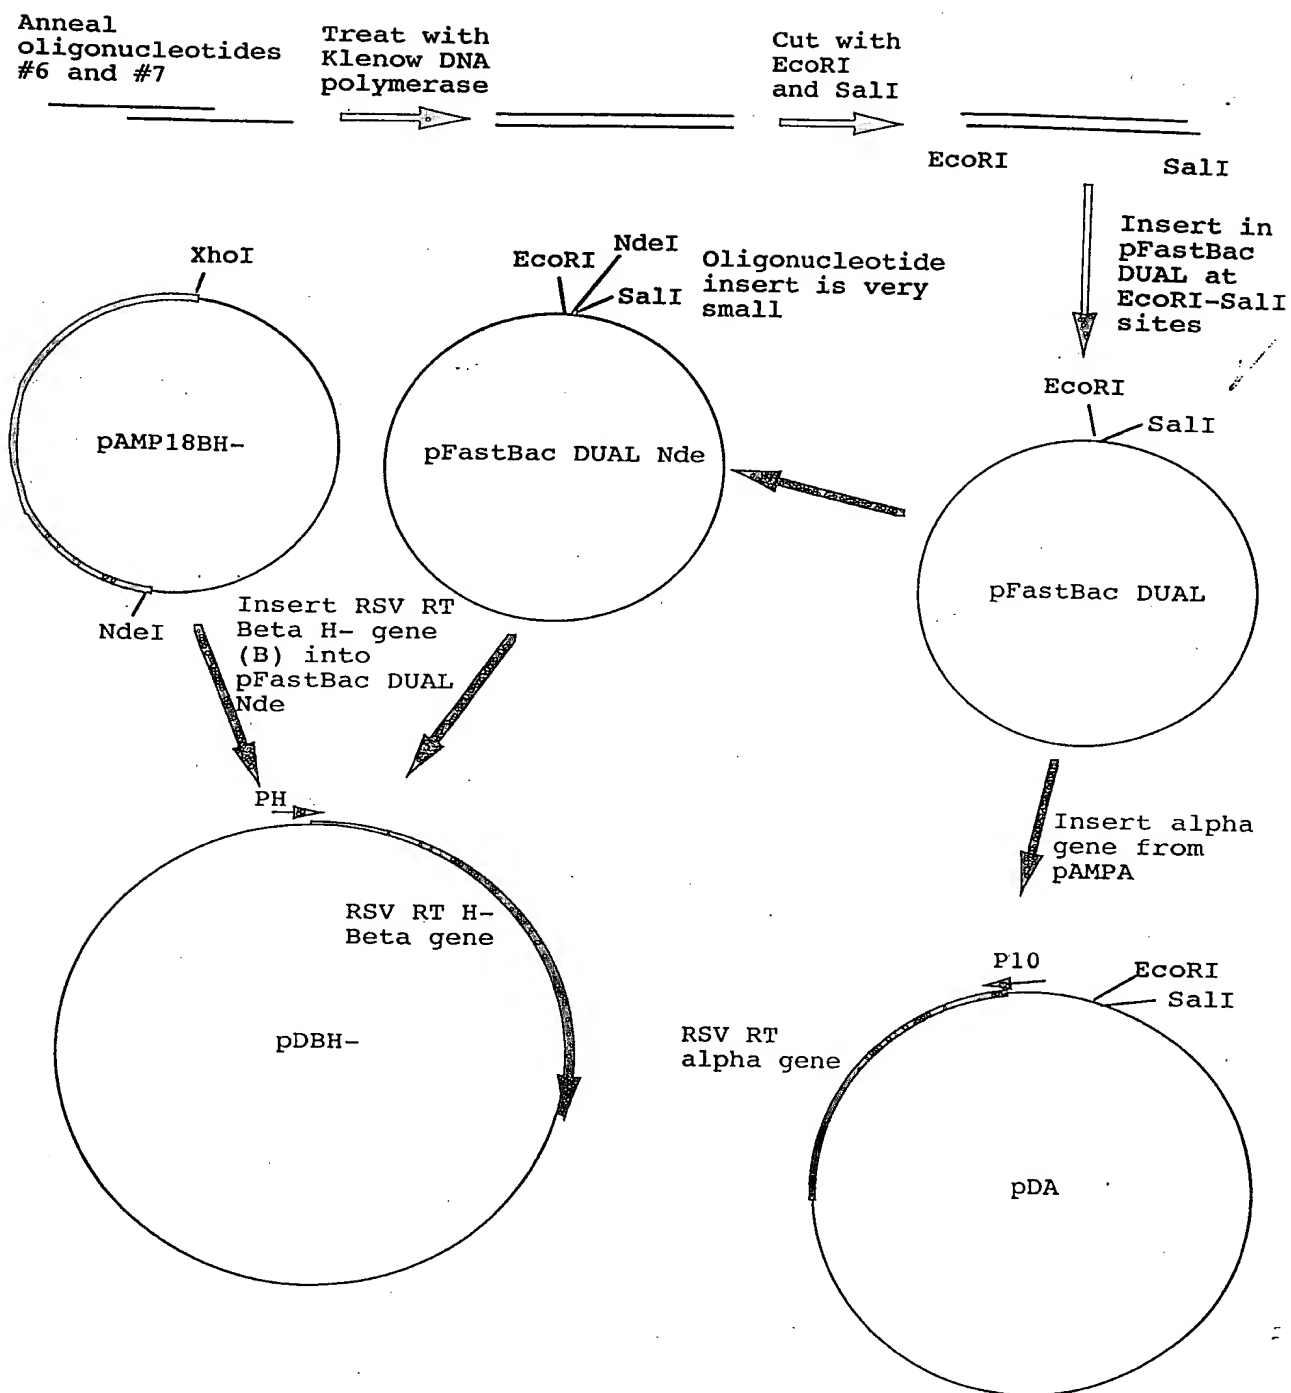 Anneal
oligonucleotides
#6 and #7
Treat with
Klenow DNA
polymerase
Cut with
EcoRI
and SalI
EcoRI
SalI
Insert in
pFastBac
DUAL at
EcoRI-SalI
sites
XhoI
pAMP18BH-
NdeI
EcoRI
NdeI
SalI
Oligonucleotide
insert is very
small
pFastBac DUAL Nde
EcoRI
SalI
pFastBac DUAL
Insert RSV RT
Beta H- gene
(B) into
pFastBac DUAL
Nde
PH
RSV RT H-
Beta gene
pDBH-
Insert alpha
gene from
pAMPA
P10
EcoRI
SalI
RSV RT
alpha gene
pDA